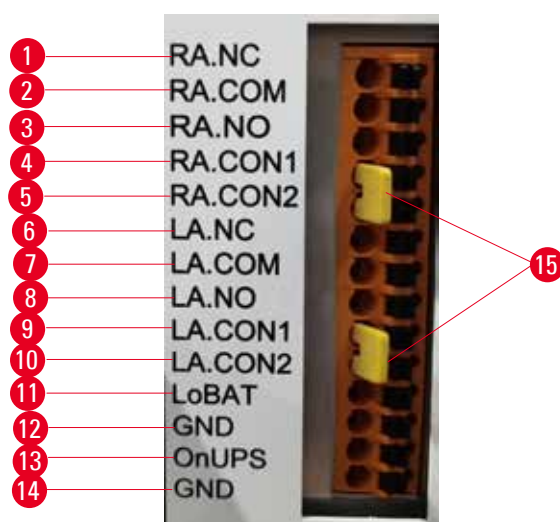 1 RA.NC
2 RA.COM
3 RA.NO
4 RA.CON1
5 RA.CON2
6 LA.NC
7 LA.COM
8 LA.NO
9 LA.CON1
10 LA.CON2
11 LoBAT
12 GND
13 OnUPS
14 GND
15